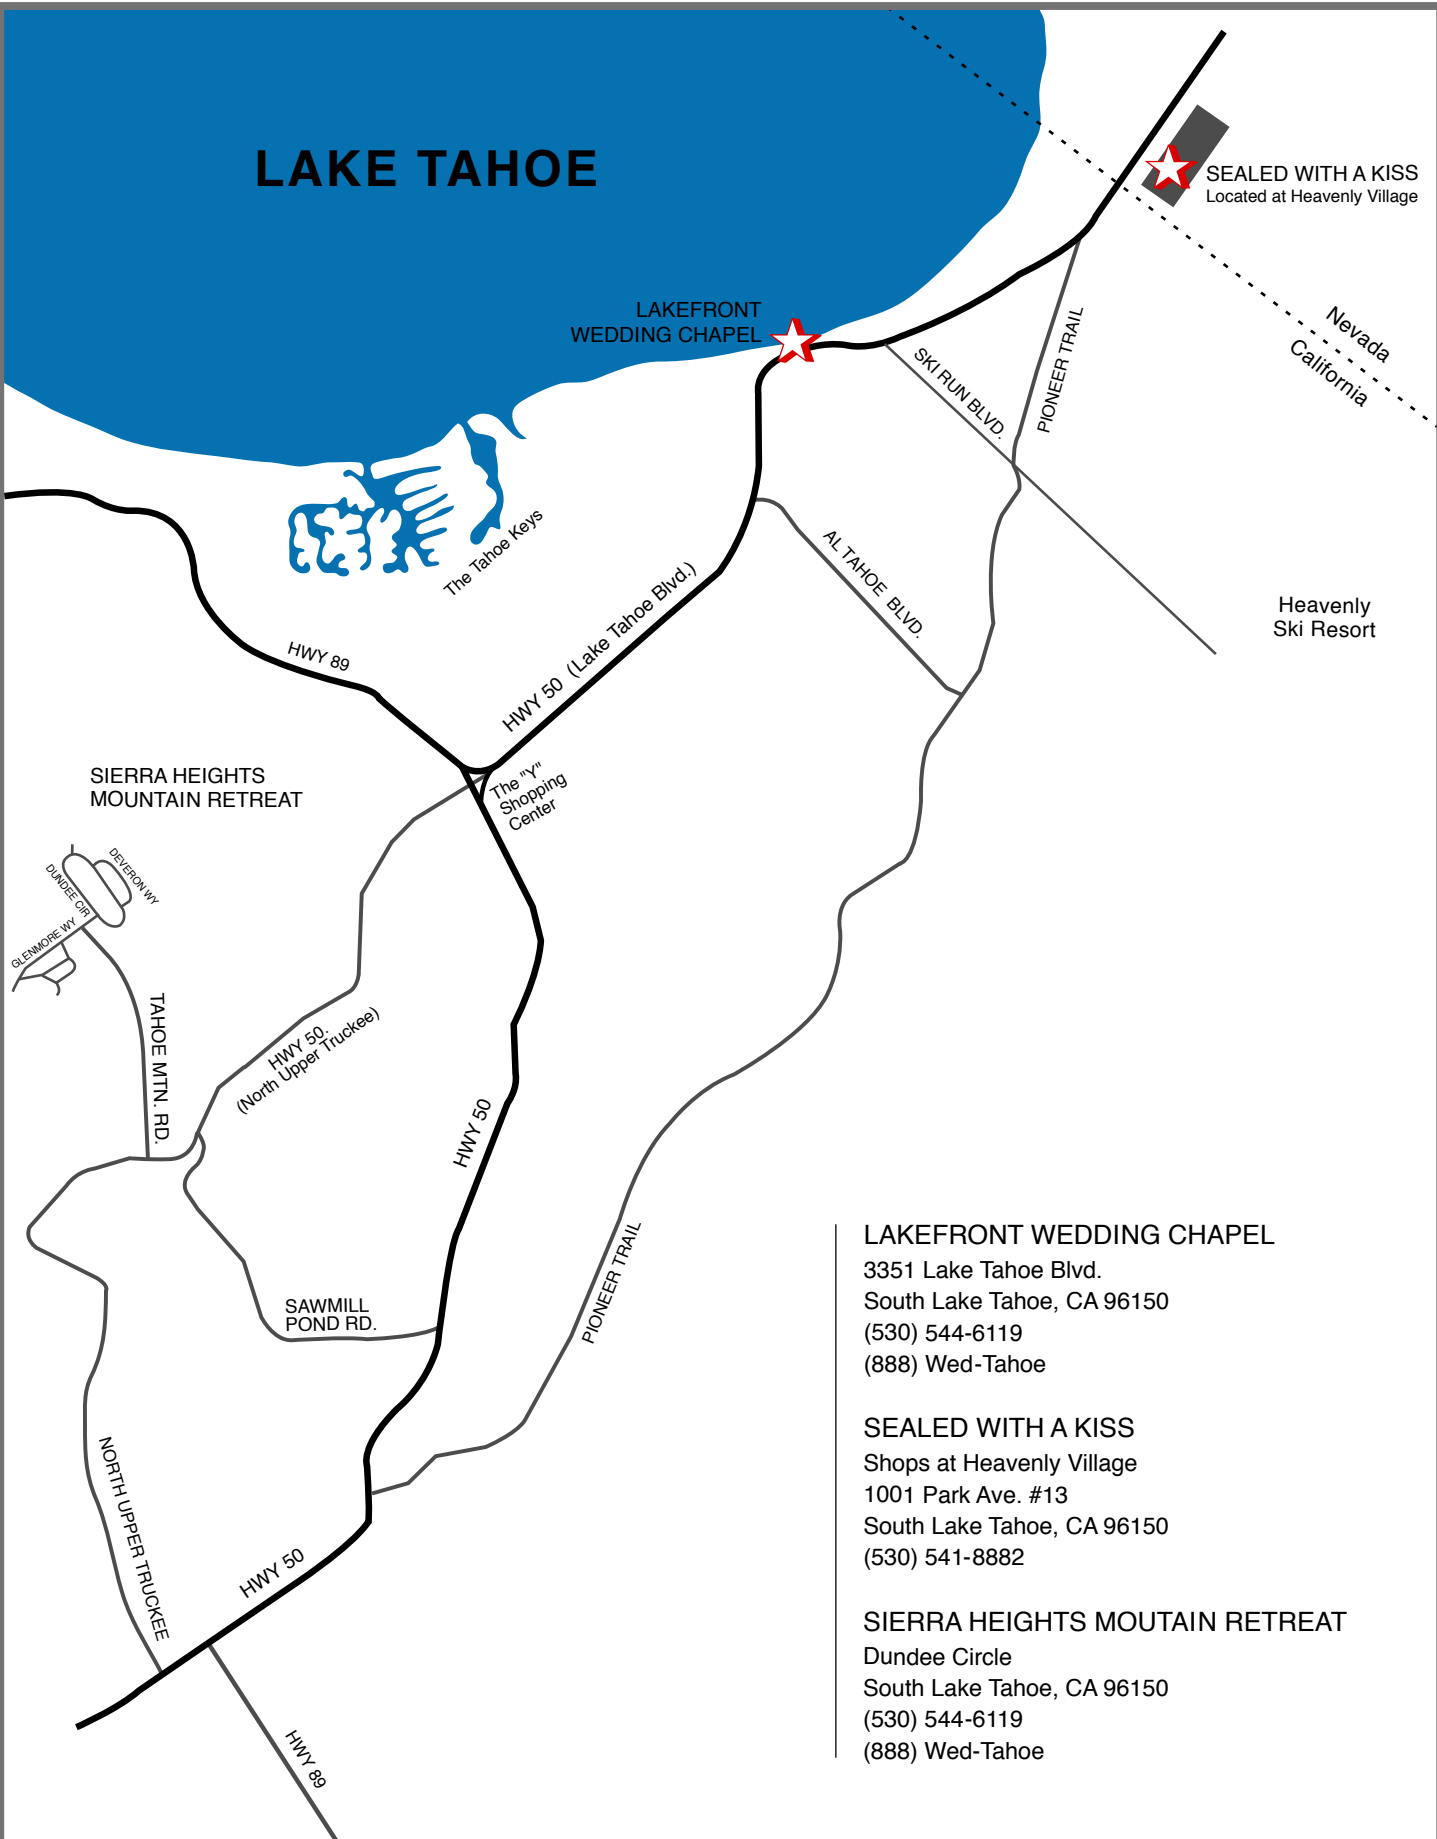 LAKE TAHOE
SEALED WITH A KISS
Located at Heavenly Village
LAKEFRONT
WEDDING CHAPEL
Nevada
California
SKI RUN BLVD.
PIONEER TRAIL
The Tahoe Keys
AL TAHOE BLVD.
HWY 50 (Lake Tahoe Blvd.)
Heavenly
Ski Resort
HWY 89
The "Y"
Shopping
Center
SIERRA HEIGHTS
MOUNTAIN RETREAT
DEVERON WY
DUNDEE CIR
GLENMORE WY
TAHOE MTN. RD.
HWY 50.
(North Upper Truckee)
HWY 50
PIONEER TRAIL
SAWMILL
POND RD.
NORTH UPPER TRUCKEE
HWY 50
HWY 89
LAKEFRONT WEDDING CHAPEL
3351 Lake Tahoe Blvd.
South Lake Tahoe, CA 96150
(530) 544-6119
(888) Wed-Tahoe
SEALED WITH A KISS
Shops at Heavenly Village
1001 Park Ave. #13
South Lake Tahoe, CA 96150
(530) 541-8882
SIERRA HEIGHTS MOUTAIN RETREAT
Dundee Circle
South Lake Tahoe, CA 96150
(530) 544-6119
(888) Wed-Tahoe